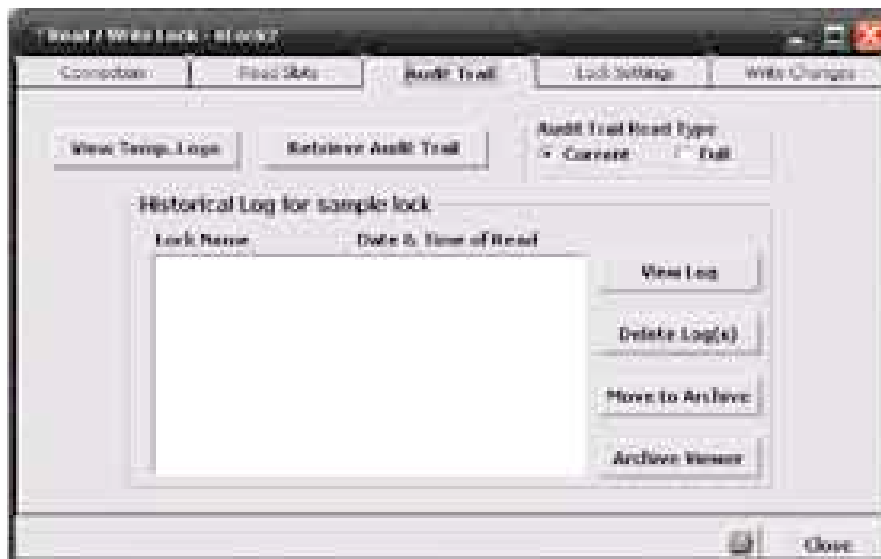 Read / Write Lock - eLock2
Connection Read Slots Audit Trail Lock Settings Write Changes
View Temp. Logs Retrieve Audit Trail
Audit Trail Read Type
Current Full
Historical Log for sample lock
Lock Name Date & Time of Read
View Log
Delete Log(s)
Move to Archive
Archive Viewer
Close